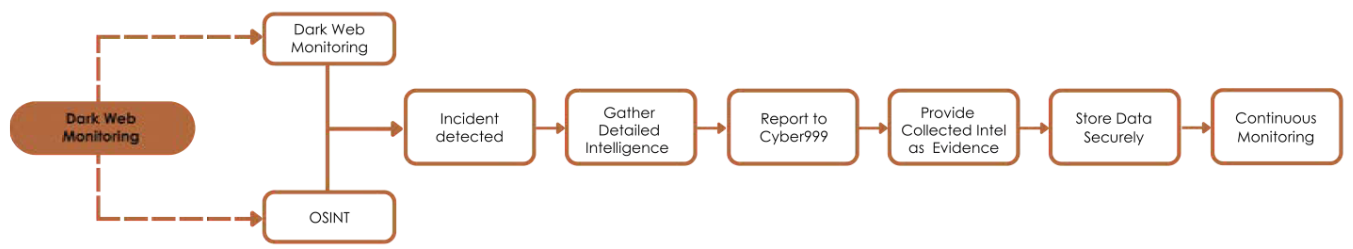 Dark Web
Monitoring
Dark Web
Monitoring
OSINT
Incident
detected
Gather
Detailed
Intelligence
Report to
Cyber999
Provide
Collected Intel
as Evidence
Store Data
Securely
Continuous
Monitoring